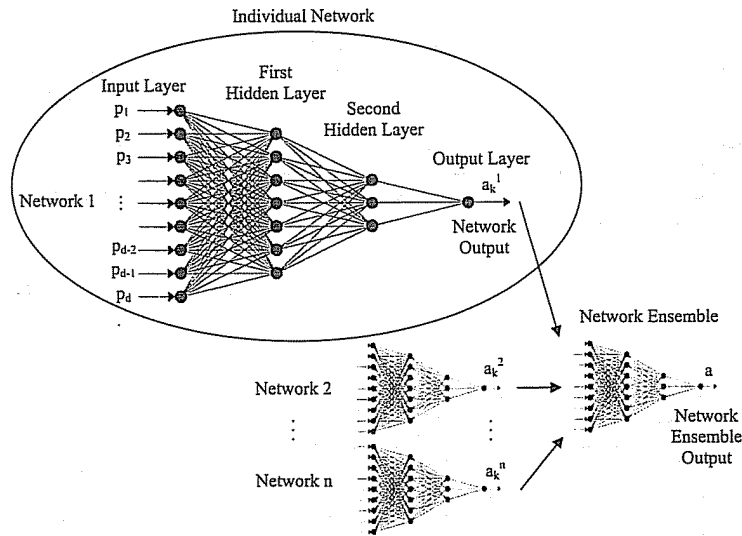 Individual Network
Input Layer
First
Hidden Layer
Second
Hidden Layer
Output Layer
p1
p2
p3
Network 1
⋮
pd-2
pd-1
pd
ak1
Network
Output
Network Ensemble
Network 2
ak2
a
Network
Ensemble
Output
⋮
⋮
Network n
akn